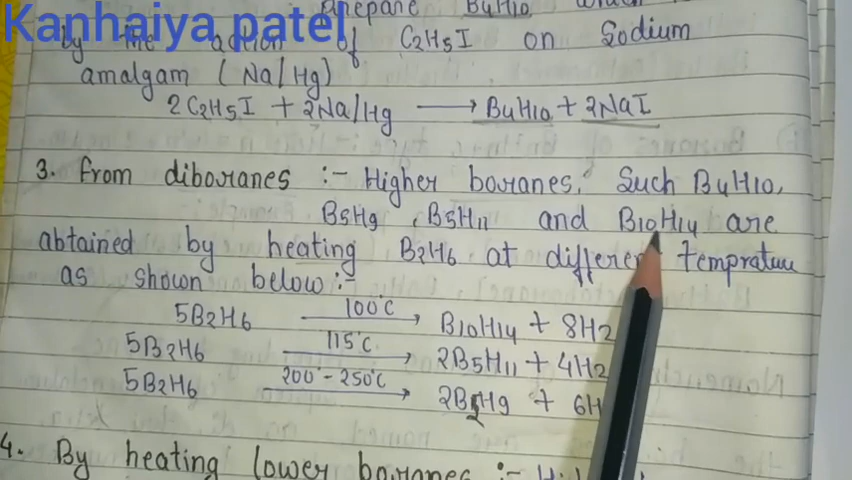 Kanhaiya patel
Prepare B4H10 which
by the action of C2H5I on Sodium
amalgam ( Na/Hg)
2C2H5I + 2Na/Hg ⟶ B4H10 + 2NaI
3. from diboranes :- Higher boranes. Such B4H10,
B5H9 , B5H11 and B10H14 are
abtained by heating B2H6 at different tempratuu
as shown below :-
5B2H6 100°C ⟶ B10H14 + 8H2
5B2H6 115°C ⟶ 2B5H11 + 4H2
5B2H6 200° - 250°C ⟶ 2B5H9 + 6H
4. By heating lower boranes :-